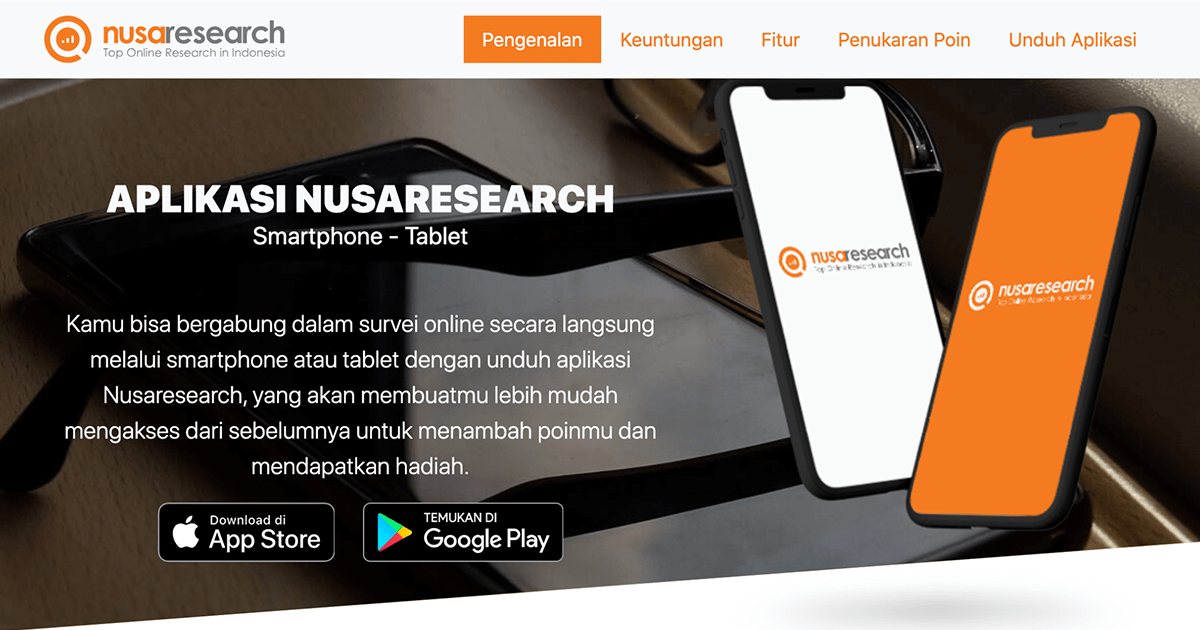 nusaresearch
Top Online Research in Indonesia
Pengenalan
Keuntungan
Fitur
Penukaran Poin
Unduh Aplikasi
APLIKASI NUSARESEARCH
Smartphone - Tablet
Kamu bisa bergabung dalam survei online secara langsung
melalui smartphone atau tablet dengan unduh aplikasi
Nusaresearch, yang akan membuatmu lebih mudah
mengakses dari sebelumnya untuk menambah poinmu dan
mendapatkan hadiah.
Download di
App Store
TEMUKAN DI
Google Play
nusaresearch
Top Online Research in Indonesia
nusaresearch
Top Online Research in Indonesia